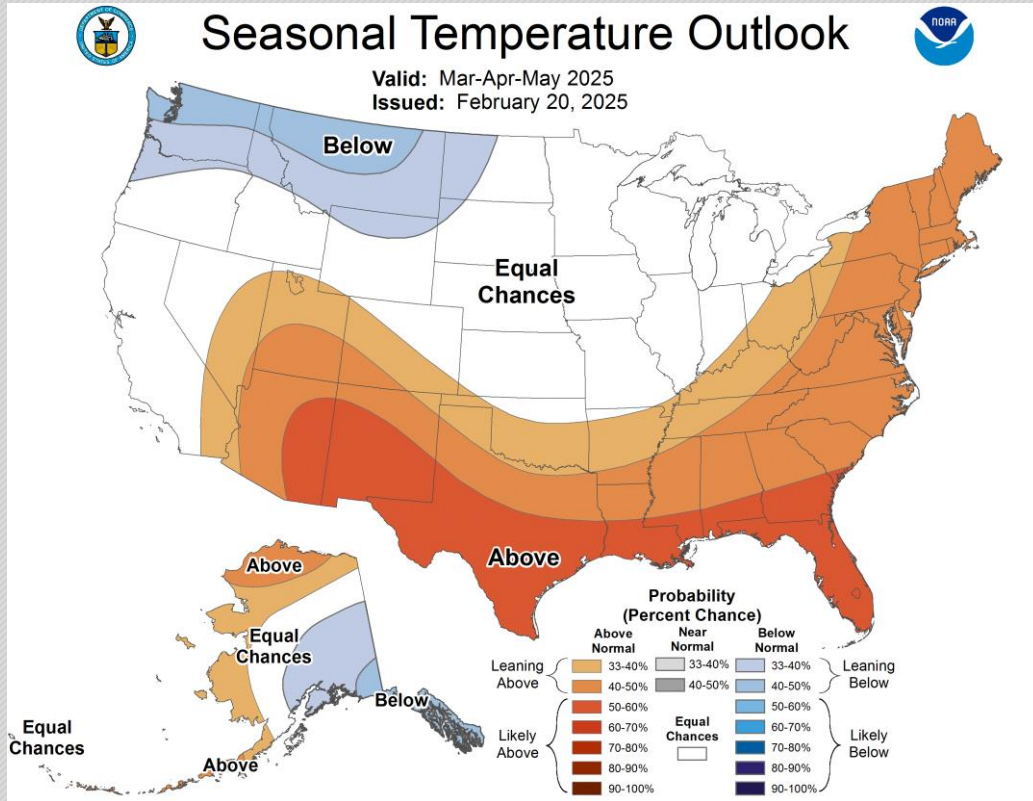 Seasonal Temperature Outlook
NOAA
Valid: Mar-Apr-May 2025
Issued: February 20, 2025
Below
Equal
Chances
Above
Above
Equal
Chances
Below
Above
Equal
Chances
Probability
(Percent Chance)
Above
Normal
Near
Normal
Below
Normal
Leaning
Above
33-40% 33-40% 33-40%
40-50% 40-50% 40-50%
Leaning
Below
Likely
Above
50-60% 50-60%
60-70% 60-70%
70-80% 70-80%
80-90% 80-90%
90-100% 90-100%
Equal
Chances
Likely
Below